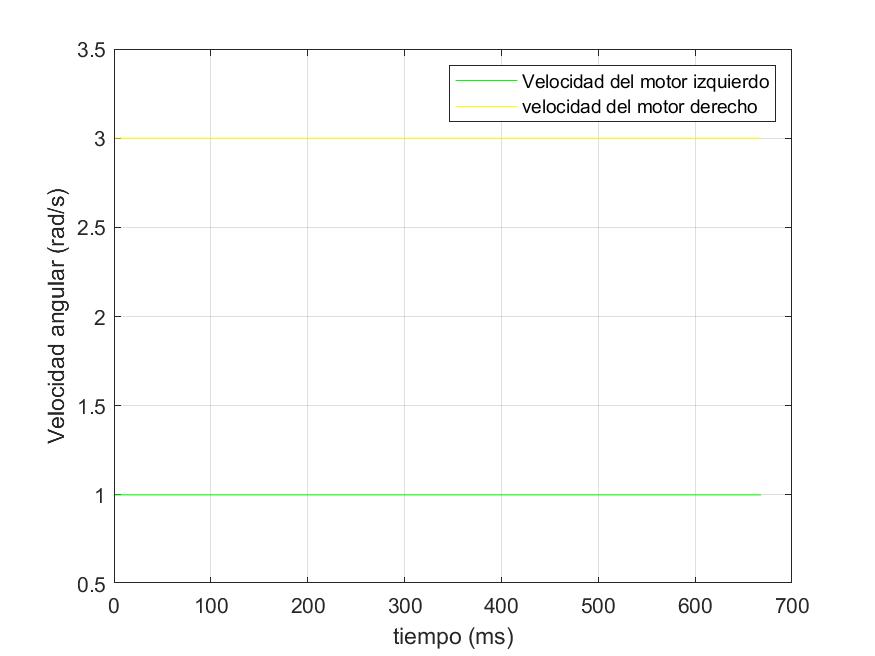 3.5
Velocidad del motor izquierdo
velocidad del motor derecho
3
2.5
2
1.5
1
0.5
Velocidad angular (rad/s)
0 100 200 300 400 500 600 700
tiempo (ms)